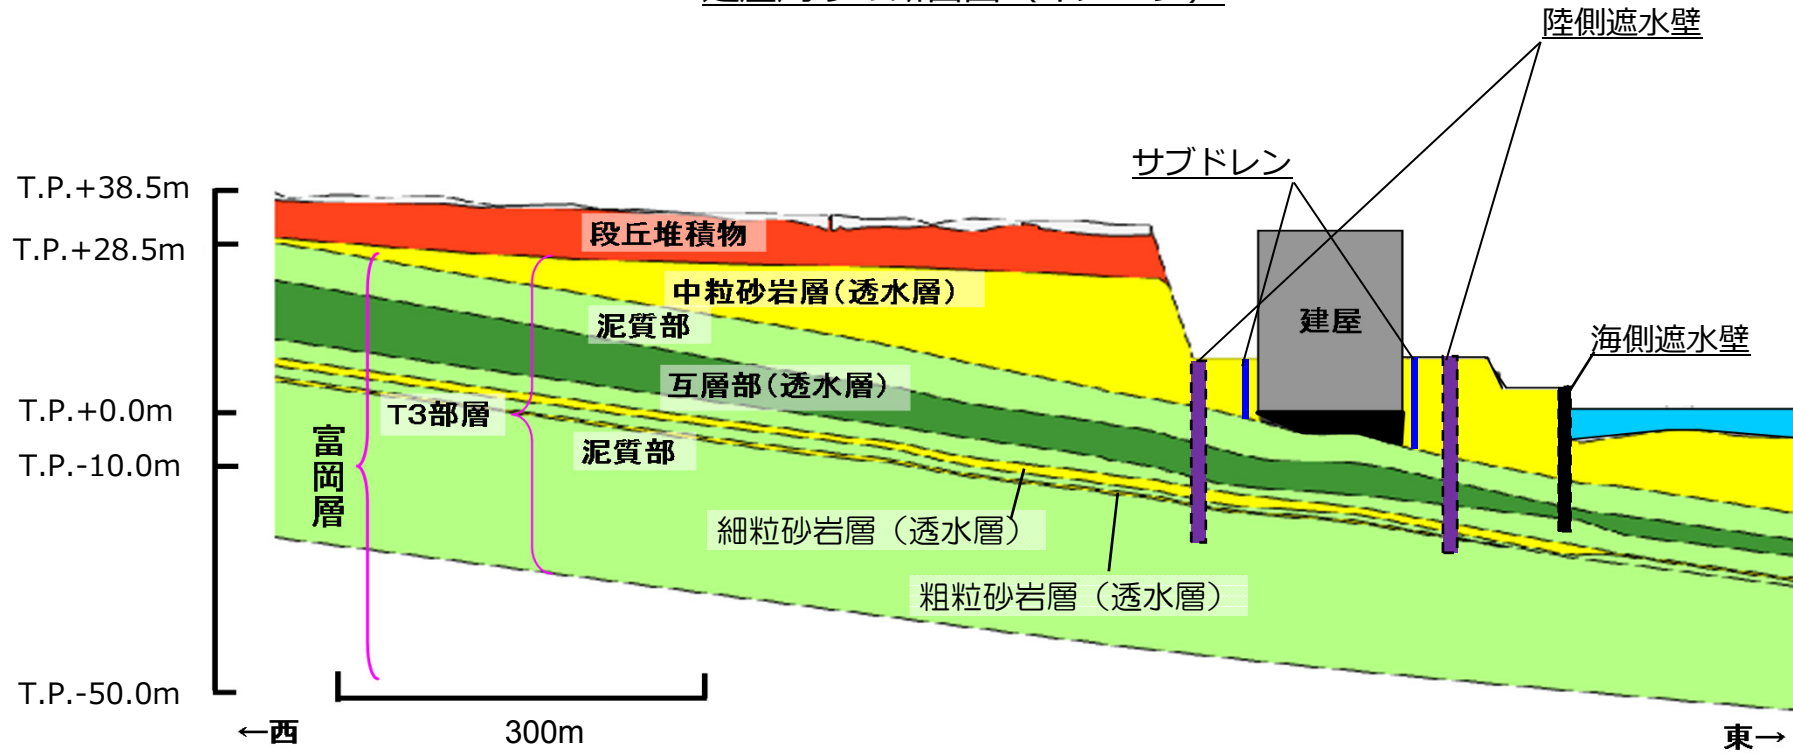 陸側遮水壁
サブドレン
T.P.+38.5m
T.P.+28.5m
段丘堆積物
中粒砂岩層(透水層)
泥質部
建屋
海側遮水壁
互層部(透水層)
T.P.+0.0m
T3部層
T.P.-10.0m
泥質部
富岡層
細粒砂岩層（透水層）
粗粒砂岩層（透水層）
T.P.-50.0m
←西
300m
東→